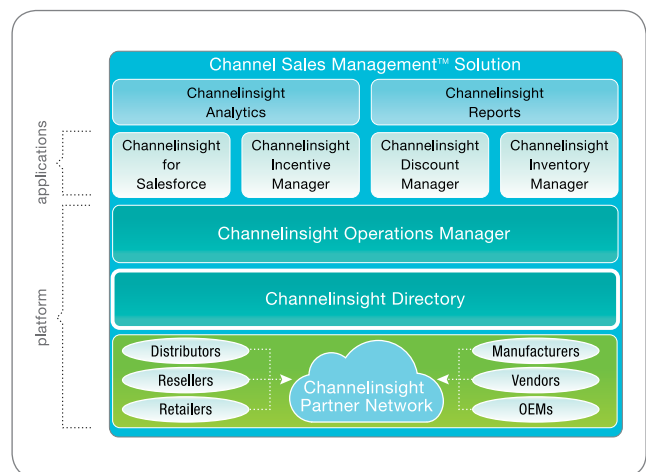 Channel Sales Management™ Solution
Channelinsight
Analytics
Channelinsight
Reports
applications
Channelinsight
for
Salesforce
Channelinsight
Incentive
Manager
Channelinsight
Discount
Manager
Channelinsight
Inventory
Manager
platform
Channelinsight Operations Manager
Channelinsight Directory
Distributors
Resellers
Retailers
Channelinsight
Partner Network
Manufacturers
Vendors
OEMs